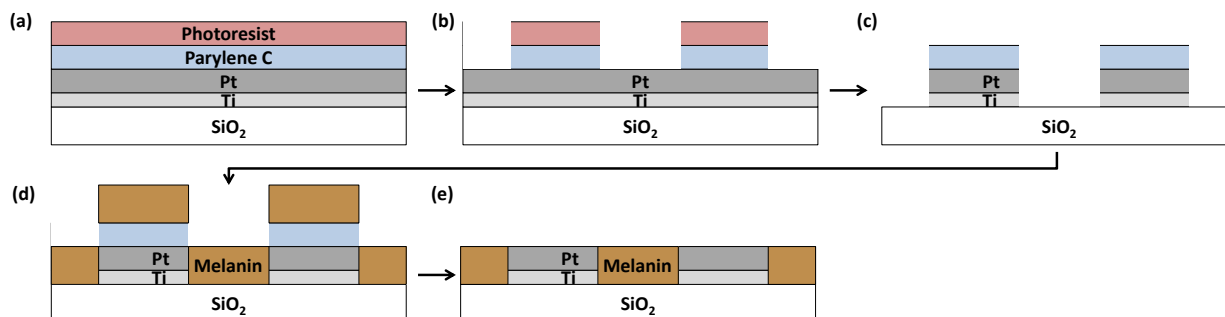 (a)
Photoresist
Parylene C
Pt
Ti
SiO₂
(b)
Pt
Ti
SiO₂
(c)
Pt
Ti
SiO₂
(d)
Pt
Melanin
Ti
SiO₂
(e)
Pt
Melanin
Ti
SiO₂